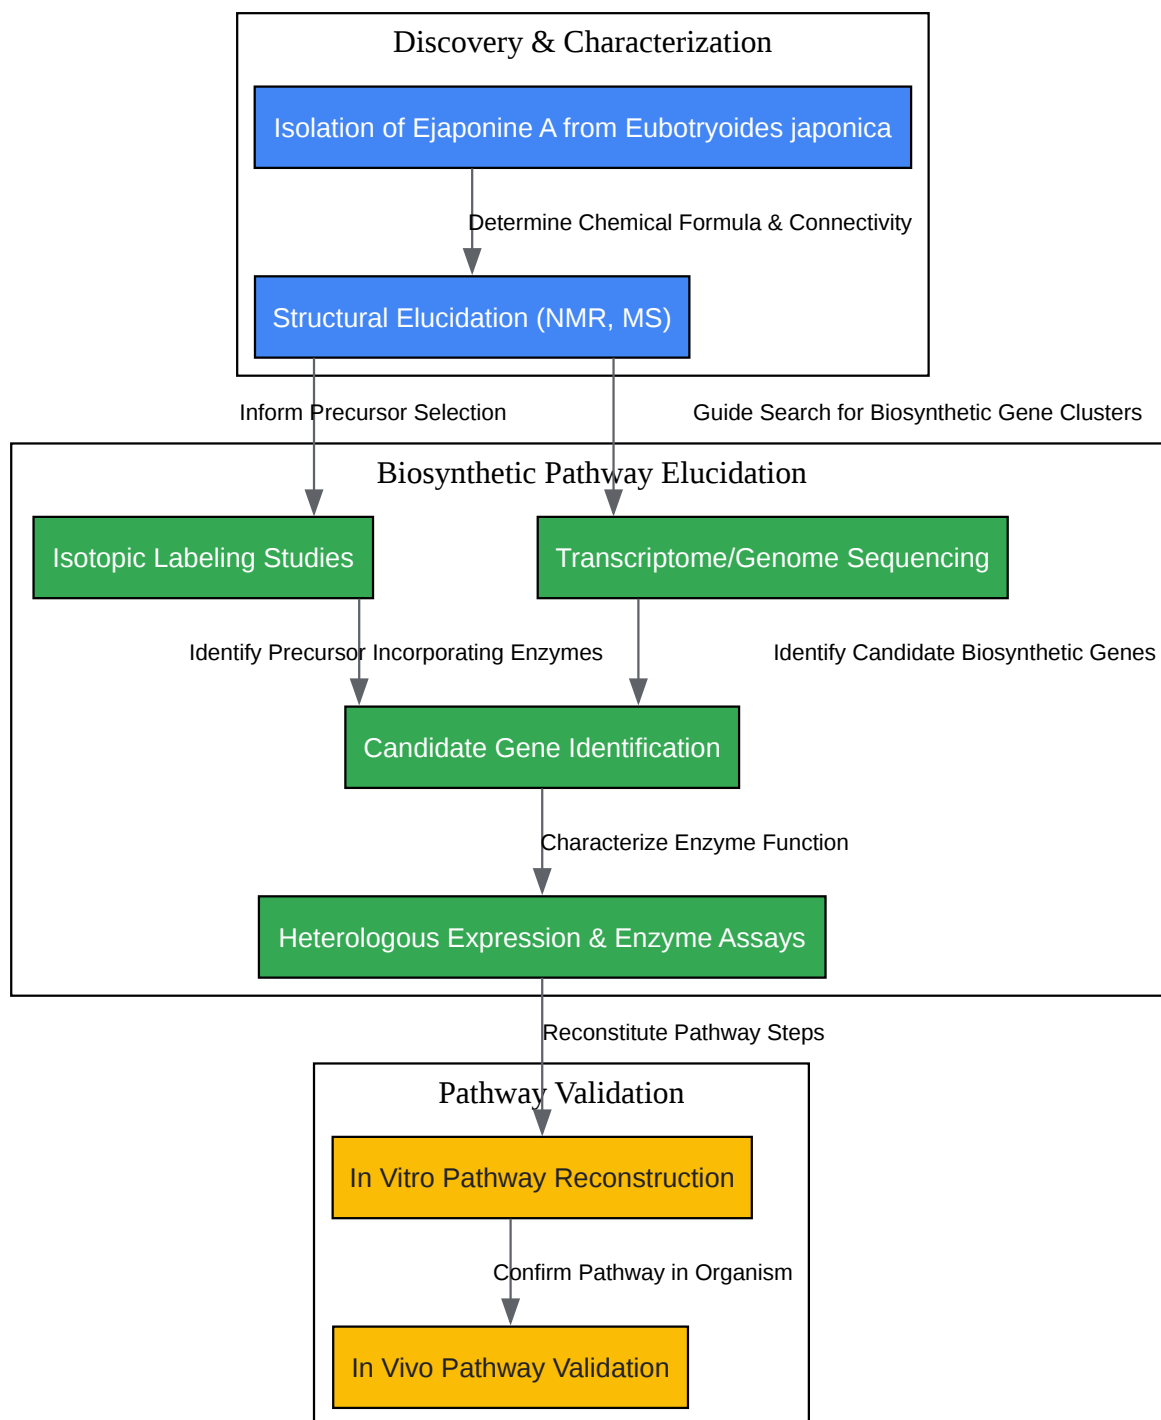 Discovery & Characterization
Isolation of Ejaponine A from Eubotryoides japonica
Determine Chemical Formula & Connectivity
Structural Elucidation (NMR, MS)
Inform Precursor Selection
Guide Search for Biosynthetic Gene Clusters
Biosynthetic Pathway Elucidation
Isotopic Labeling Studies
Transcriptome/Genome Sequencing
Identify Precursor Incorporating Enzymes
Identify Candidate Biosynthetic Genes
Candidate Gene Identification
Characterize Enzyme Function
Heterologous Expression & Enzyme Assays
Reconstitute Pathway Steps
Pathway Validation
In Vitro Pathway Reconstruction
Confirm Pathway in Organism
In Vivo Pathway Validation